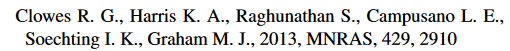 Clowes R. G., Harris K. A., Raghunathan S., Campusano L. E.,
Soechting I. K., Graham M. J., 2013, MNRAS, 429, 2910